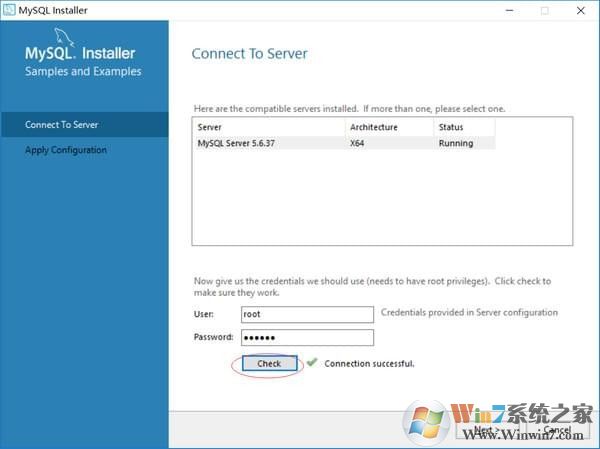 MySQL Installer
MySQL. Installer
Samples and Examples
Connect To Server
Apply Configuration
Connect To Server
Here are the compatible servers installed. If more than one, please select one.
Server Architecture Status
MySQL Server 5.6.37 X64 Running
Now give us the credentials we should use (needs to have root privileges). Click check to
make sure they work.
User: root Credentials provided in Server configuration
Password: ●●●●●●
Check Connection successful.
Next > Cancel
Win7系统之家
Www.Winwin7.com